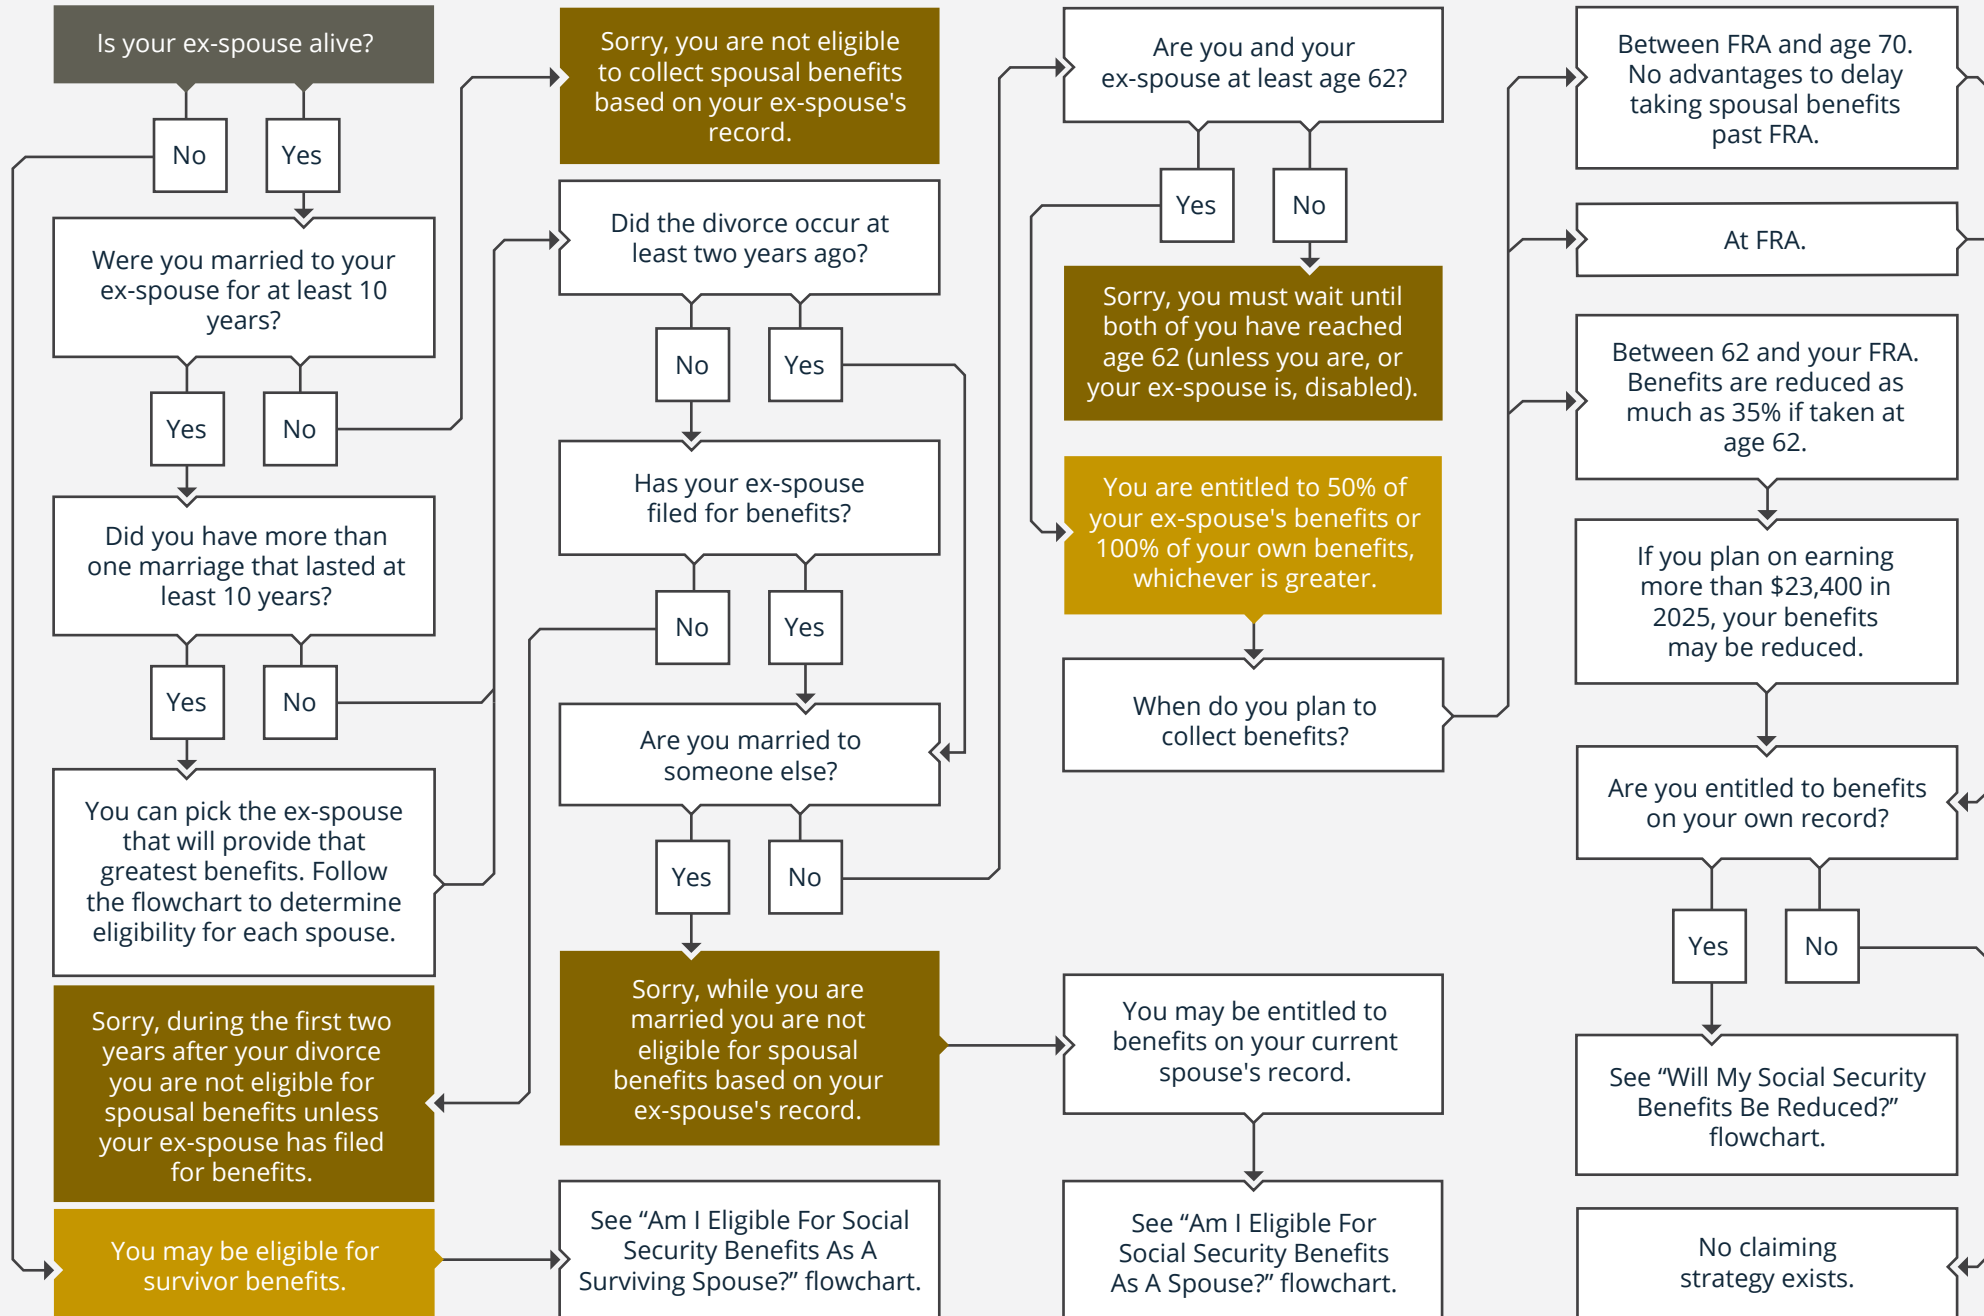 Is your ex-spouse alive?
No
Yes
Were you married to your
ex-spouse for at least 10
years?
Yes
No
Did you have more than
one marriage that lasted at
least 10 years?
Yes
No
You can pick the ex-spouse
that will provide that
greatest benefits. Follow
the flowchart to determine
eligibility for each spouse.
Sorry, during the first two
years after your divorce
you are not eligible for
spousal benefits unless
your ex-spouse has filed
for benefits.
You may be eligible for
survivor benefits.
Sorry, you are not eligible
to collect spousal benefits
based on your ex-spouse's
record.
Did the divorce occur at
least two years ago?
No
Yes
Has your ex-spouse
filed for benefits?
No
Yes
Are you married to
someone else?
Yes
No
Sorry, while you are
married you are not
eligible for spousal
benefits based on your
ex-spouse's record.
See “Am I Eligible For Social
Security Benefits As A
Surviving Spouse?” flowchart.
Are you and your
ex-spouse at least age 62?
Yes
No
Sorry, you must wait until
both of you have reached
age 62 (unless you are, or
your ex-spouse is, disabled).
You are entitled to 50% of
your ex-spouse's benefits or
100% of your own benefits,
whichever is greater.
When do you plan to
collect benefits?
You may be entitled to
benefits on your current
spouse's record.
See “Am I Eligible For
Social Security Benefits
As A Spouse?” flowchart.
Between FRA and age 70.
No advantages to delay
taking spousal benefits
past FRA.
At FRA.
Between 62 and your FRA.
Benefits are reduced as
much as 35% if taken at
age 62.
If you plan on earning
more than $23,400 in
2025, your benefits
may be reduced.
Are you entitled to benefits
on your own record?
Yes
No
See “Will My Social Security
Benefits Be Reduced?”
flowchart.
No claiming
strategy exists.